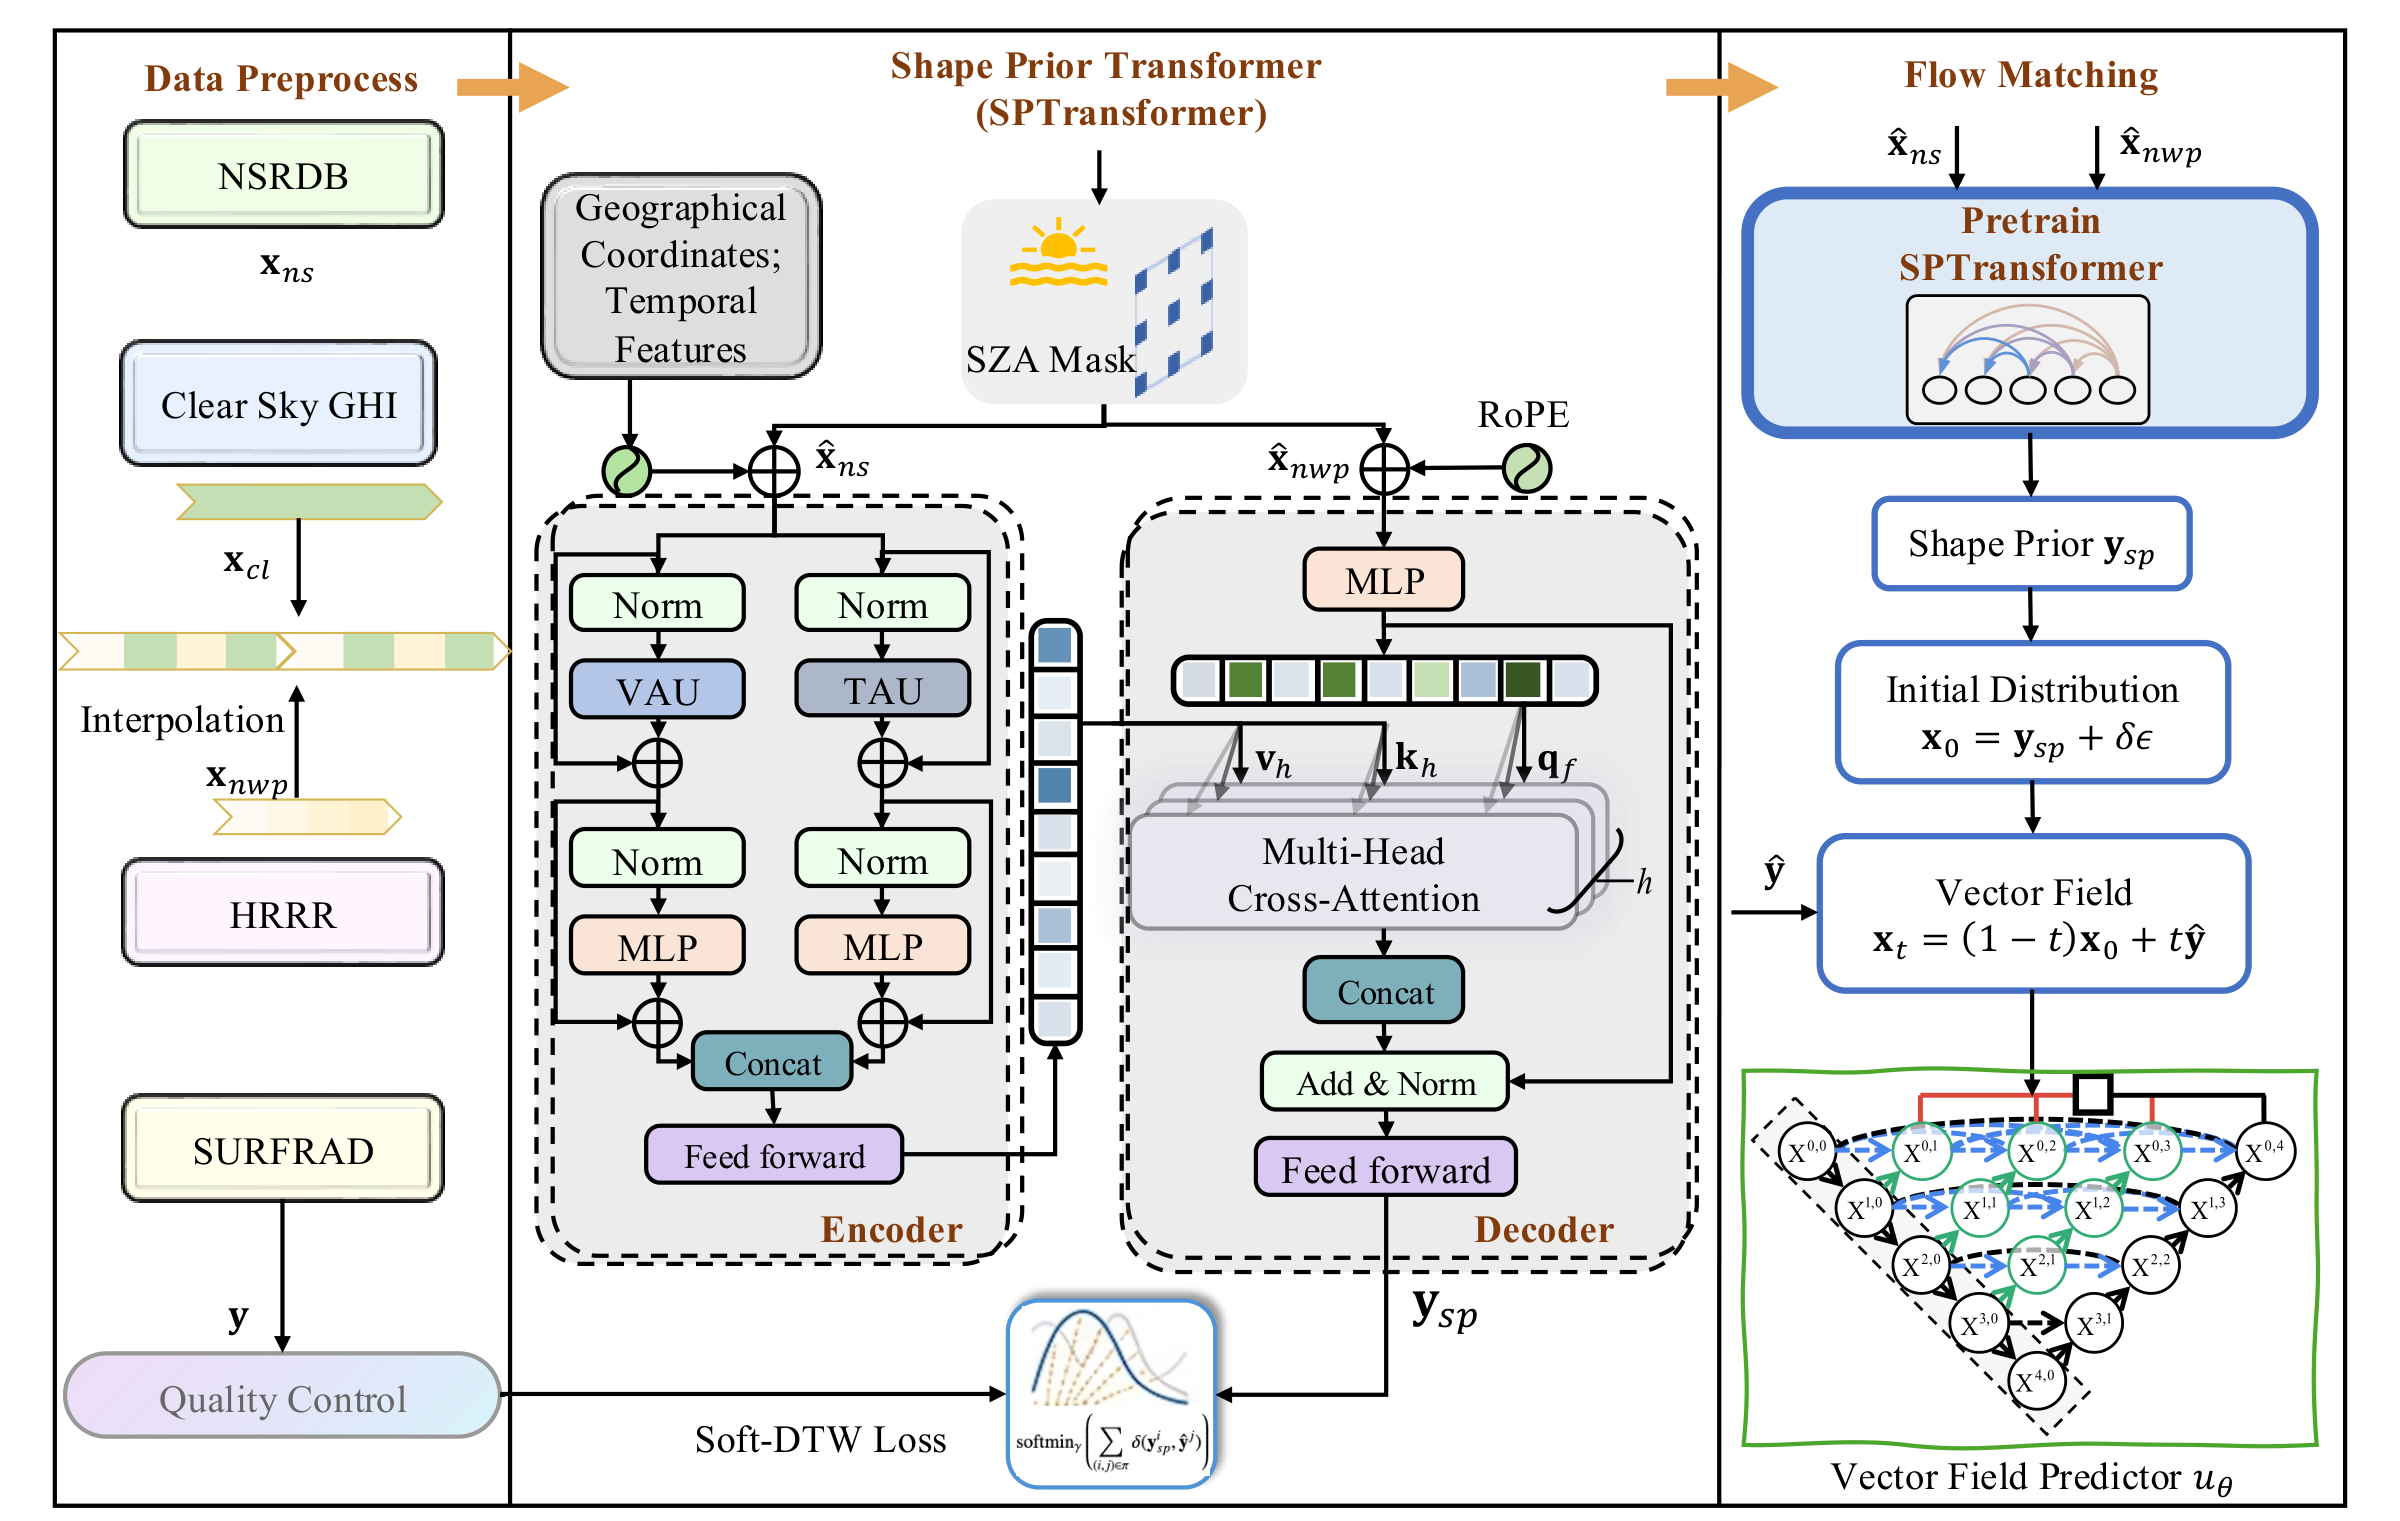 Data Preprocess
NSRDB
x_ns
Clear Sky GHI
x_cl
Interpolation
x_nwp
HRRR
SURFRAD
y
Quality Control
Shape Prior Transformer
(SPTransformer)
Geographical
Coordinates;
Temporal
Features
SZA Mask
RoPE
x̂_ns
x̂_nwp
Norm
Norm
VAU
TAU
Norm
Norm
MLP
MLP
Concat
Feed forward
Encoder
MLP
v_h
k_h
q_f
Multi-Head
Cross-Attention
h
Concat
Add & Norm
Feed forward
Decoder
y_sp
Soft-DTW Loss
softmin_γ ( ∑_(i,j)∈π δ(y^i_sp, ŷ^j) )
Flow Matching
x̂_ns
x̂_nwp
Pretrain
SPTransformer
Shape Prior y_sp
Initial Distribution
x_0 = y_sp + δϵ
ŷ
Vector Field
x_t = (1 − t)x_0 + tŷ
X^0,0 X^0,1 X^0,2 X^0,3 X^0,4
X^1,0 X^1,1 X^1,2 X^1,3
X^2,0 X^2,1 X^2,2
X^3,0 X^3,1
X^4,0
Vector Field Predictor u_θ